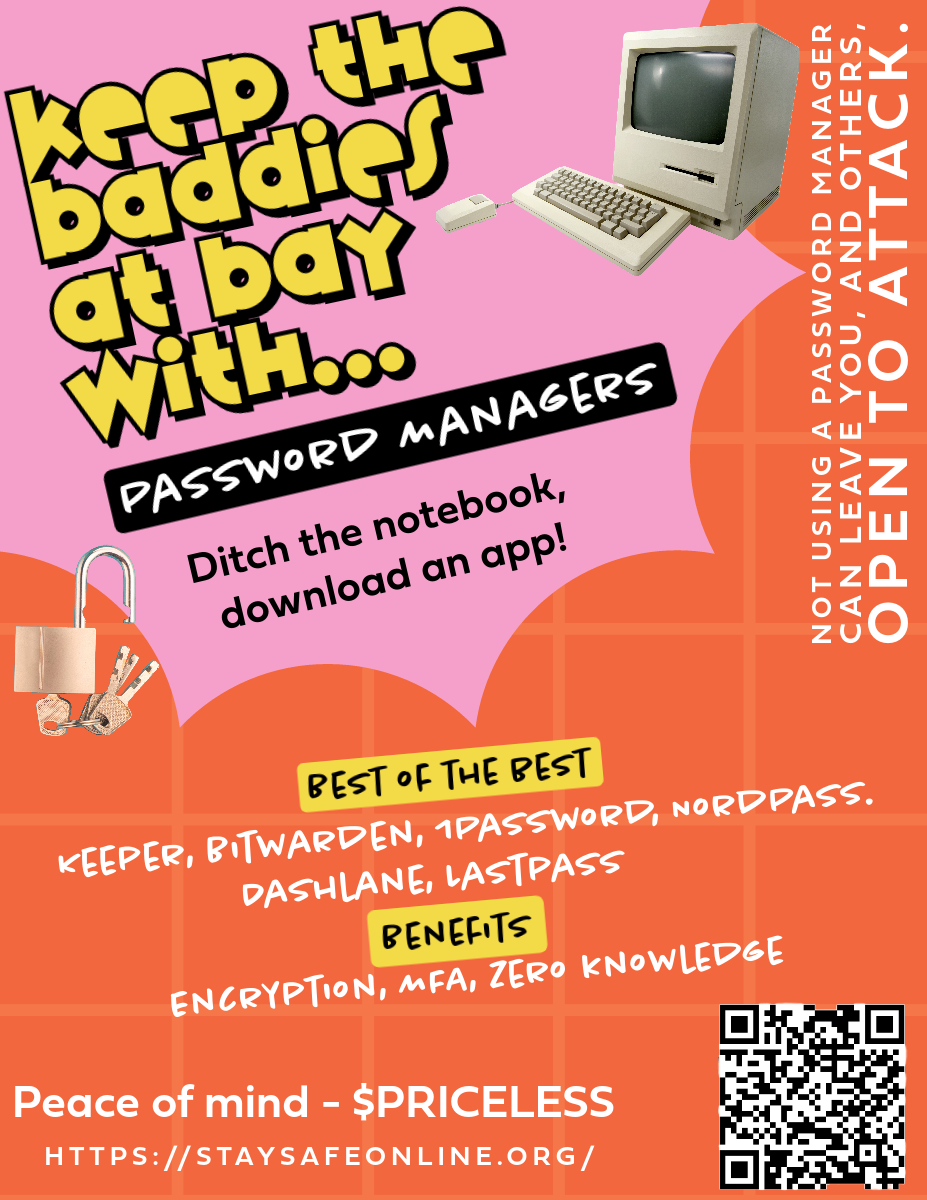 keep the
baddies
at bay
with...
PASSWORD MANAGERS
Ditch the notebook,
download an app!
NOT USING A PASSWORD MANAGER
CAN LEAVE YOU, AND OTHERS,
OPEN TO ATTACK.
BEST OF THE BEST
KEEPER, BITWARDEN, 1PASSWORD, NORDPASS.
DASHLANE, LASTPASS
BENEFITS
ENCRYPTION, MFA, ZERO KNOWLEDGE
Peace of mind - $PRICELESS
HTTPS://STAYSAFEONLINE.ORG/